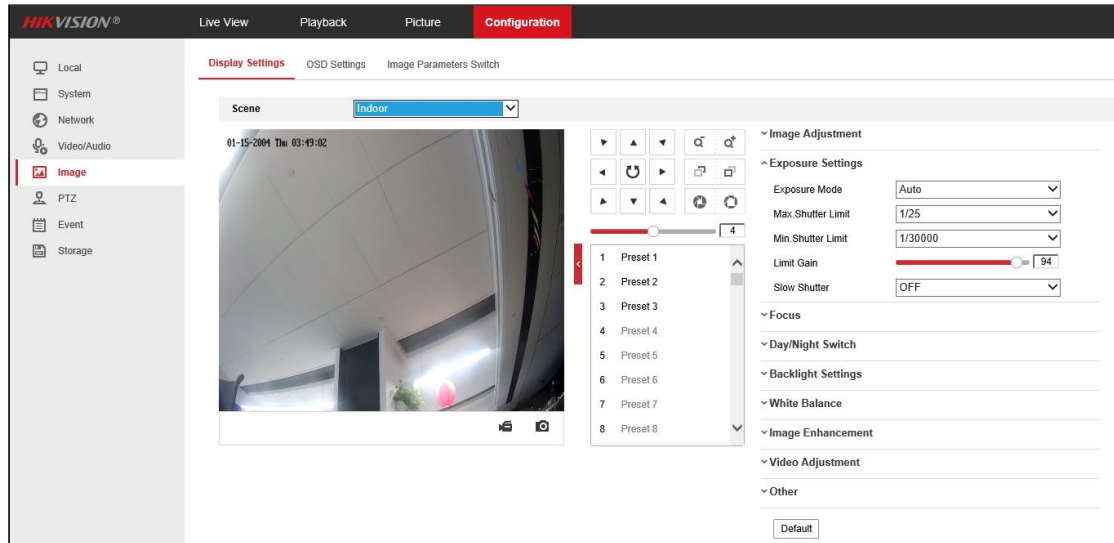 HIKVISION®
Live View Playback Picture Configuration
Local
System
Network
Video/Audio
Image
PTZ
Event
Storage
Display Settings OSD Settings Image Parameters Switch
Scene Indoor
01-15-2004 Thu 03:49:02
4
1 Preset 1
2 Preset 2
3 Preset 3
4 Preset 4
5 Preset 5
6 Preset 6
7 Preset 7
8 Preset 8
Image Adjustment
Exposure Settings
Exposure Mode Auto
Max.Shutter Limit 1/25
Min.Shutter Limit 1/30000
Limit Gain 94
Slow Shutter OFF
Focus
Day/Night Switch
Backlight Settings
White Balance
Image Enhancement
Video Adjustment
Other
Default